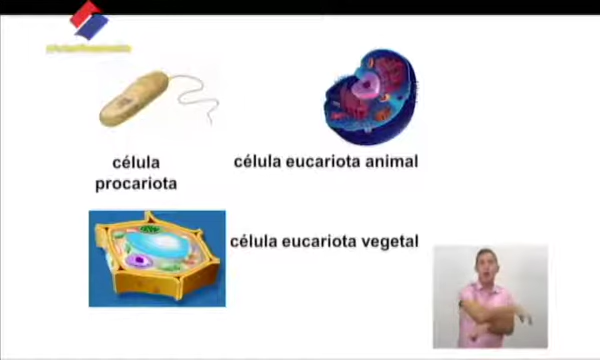 célula
procariota
célula eucariota animal
célula eucariota vegetal